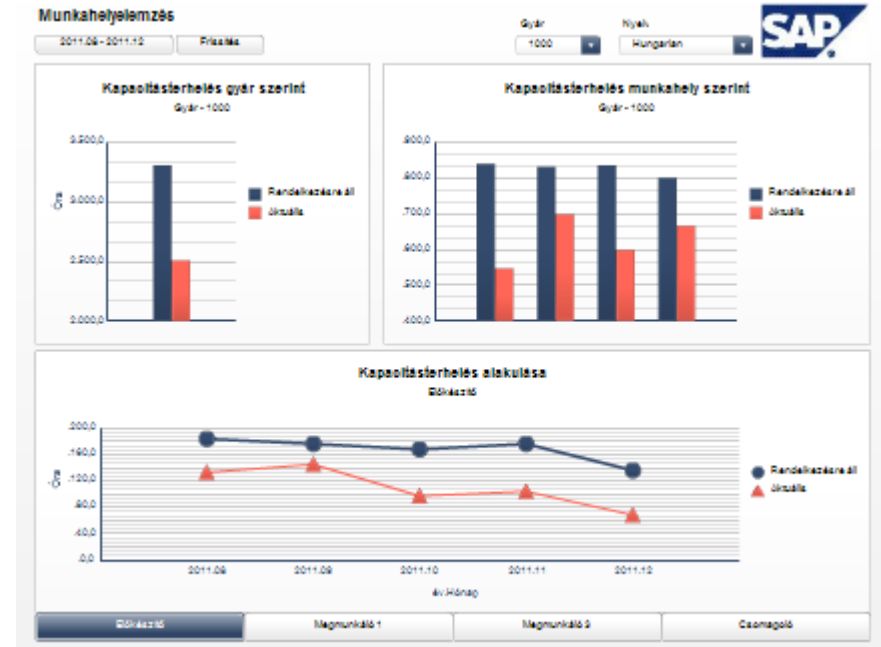 Munkahelyelemzés
2011.08 - 2011.12
Frissítés
Gyár
1000
Nyelv
Hungarian
SAP
Kapacitásterhelés gyár szerint
Gyár - 1000
3.500,0
3.000,0
2.500,0
2.000,0
Óra
Rendelkezésre áll
Aktuális
Kapacitásterhelés munkahely szerint
Gyár - 1000
.900,0
.800,0
.700,0
.600,0
.500,0
.400,0
Rendelkezésre áll
Aktuális
Kapacitásterhelés alakulása
Előkészítő
.200,0
.160,0
.120,0
.80,0
.40,0
.0,0
Óra
Rendelkezésre áll
Aktuális
2011.08 2011.09 2011.10 2011.11 2011.12
év.Hónap
Előkészítő
Megmunkáló 1
Megmunkáló
Csomagoló